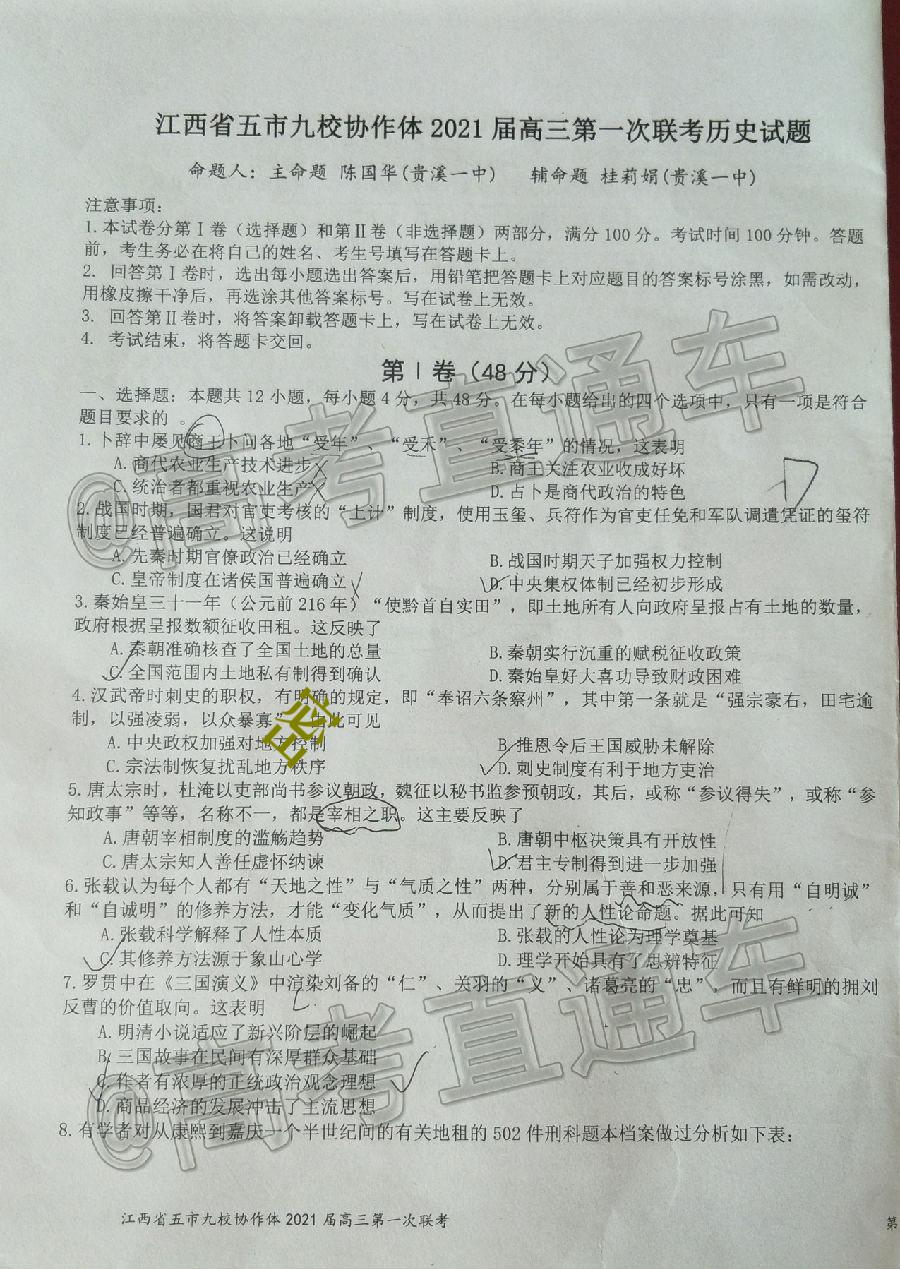 江西省五市九校协作体2021届高三第一次联考历史试题
命题人：主命题 陈国华(贵溪一中) 辅命题 桂莉娟(贵溪一中)
注意事项：
1.本试卷分第Ⅰ卷（选择题）和第Ⅱ卷（非选择题）两部分，满分100分。考试时间100分钟。答题
前，考生务必在将自己的姓名、考生号填写在答题卡上。
2. 回答第Ⅰ卷时，选出每小题选出答案后，用铅笔把答题卡上对应题目的答案标号涂黑，如需改动，
用橡皮擦干净后，再选涂其他答案标号。写在试卷上无效。
3. 回答第Ⅱ卷时，将答案卸载答题卡上，写在试卷上无效。
4. 考试结束，将答题卡交回。
第Ⅰ卷（48分）
一、选择题：本题共12小题，每小题4分，共48分。在每小题给出的四个选项中，只有一项是符合
题目要求的 。
1.卜辞中屡见商王卜问各地“受年”、“受禾”、“受黍年”的情况，这表明
A.商代农业生产技术进步 B.商王关注农业收成好坏
C.统治者都重视农业生产 D.占卜是商代政治的特色
2.战国时期，国君对官吏考核的“上计”制度，使用玉玺、兵符作为官吏任免和军队调遣凭证的玺符
制度已经普遍确立。这说明
A.先秦时期官僚政治已经确立 B.战国时期天子加强权力控制
C.皇帝制度在诸侯国普遍确立 D.中央集权体制已经初步形成
3.秦始皇三十一年（公元前216年）“使黔首自实田”，即土地所有人向政府呈报占有土地的数量，
政府根据呈报数额征收田租。这反映了
A.秦朝准确核查了全国土地的总量 B.秦朝实行沉重的赋税征收政策
C.全国范围内土地私有制得到确认 D.秦始皇好大喜功导致财政困难
4.汉武帝时刺史的职权，有明确的规定，即“奉诏六条察州”，其中第一条就是“强宗豪右，田宅逾
制，以强凌弱，以众暴寡”。由此可见
A.中央政权加强对地方控制 B.推恩令后王国威胁未解除
C.宗法制恢复扰乱地方秩序 D.刺史制度有利于地方吏治
5.唐太宗时，杜淹以吏部尚书参议朝政，魏征以秘书监参预朝政，其后，或称“参议得失”，或称“参
知政事”等等，名称不一，都是宰相之职。这主要反映了
A.唐朝宰相制度的滥觞趋势 B.唐朝中枢决策具有开放性
C.唐太宗知人善任虚怀纳谏 D.君主专制得到进一步加强
6.张载认为每个人都有“天地之性”与“气质之性”两种，分别属于善和恶来源，只有用“自明诚”
和“自诚明”的修养方法，才能“变化气质”，从而提出了新的人性论命题。据此可知
A.张载科学解释了人性本质 B.张载的人性论为理学奠基
C.其修养方法源于象山心学 D.理学开始具有了思辨特征
7.罗贯中在《三国演义》中渲染刘备的“仁”、关羽的“义”、诸葛亮的“忠”，而且有鲜明的拥刘
反曹的价值取向。这表明
A.明清小说适应了新兴阶层的崛起
B.三国故事在民间有深厚群众基础
C.作者有浓厚的正统政治观念理想
D.商品经济的发展冲击了主流思想
8.有学者对从康熙到嘉庆一个半世纪间的有关地租的502件刑科题本档案做过分析如下表：
江西省五市九校协作体2021届高三第一次联考
第
@高考直通车
@高考直通车